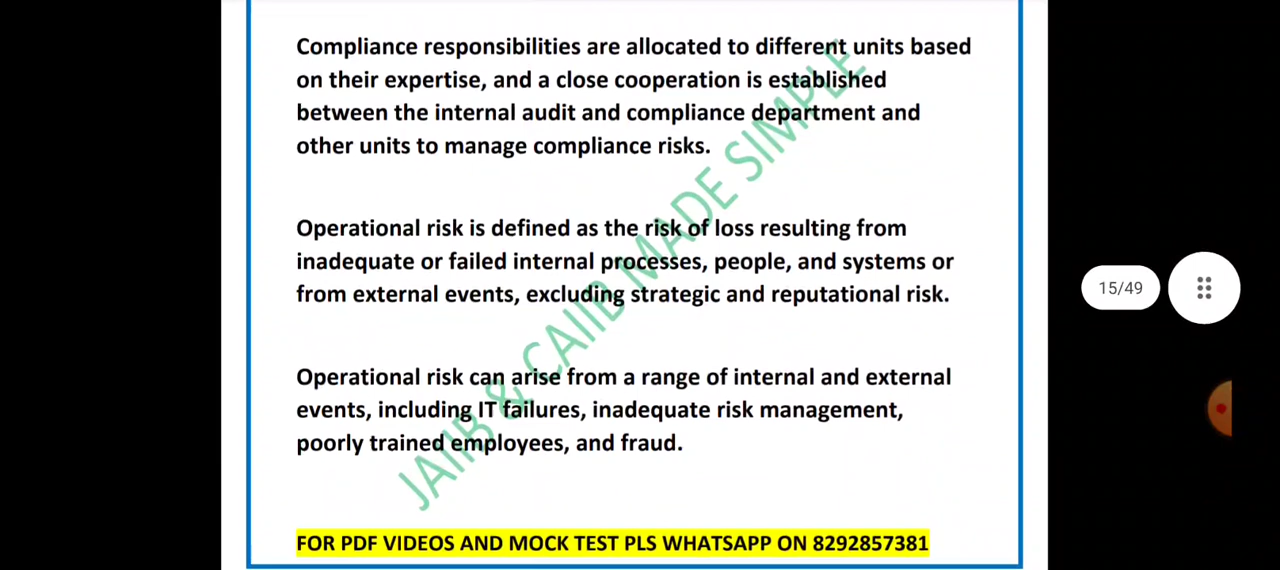 Compliance responsibilities are allocated to different units based
on their expertise, and a close cooperation is established
between the internal audit and compliance department and
other units to manage compliance risks.
Operational risk is defined as the risk of loss resulting from
inadequate or failed internal processes, people, and systems or
from external events, excluding strategic and reputational risk.
Operational risk can arise from a range of internal and external
events, including IT failures, inadequate risk management,
poorly trained employees, and fraud.
FOR PDF VIDEOS AND MOCK TEST PLS WHATSAPP ON 8292857381
JAIIB & CAIIB MADE SIMPLE
15/49